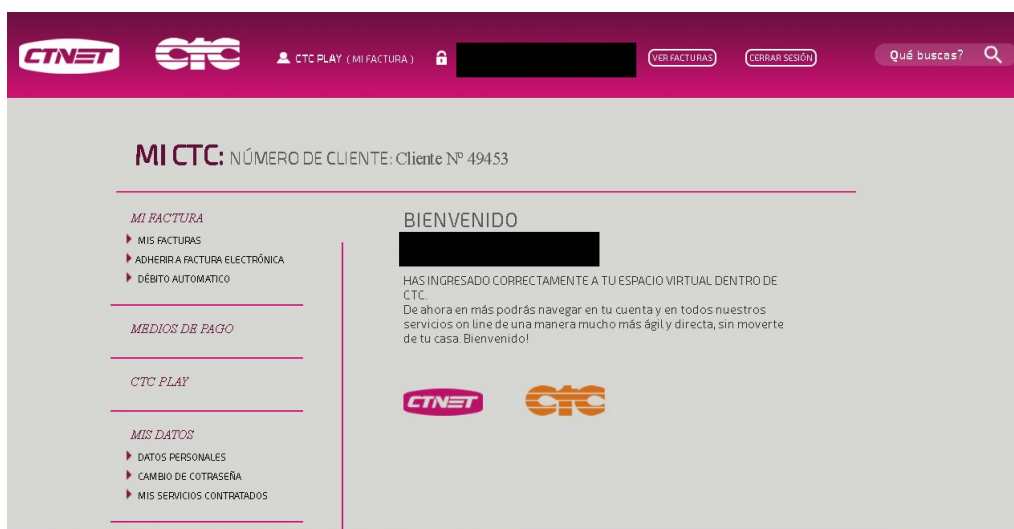 CTNET
CTC
CTC PLAY ( MI FACTURA )
VER FACTURAS
CERRAR SESIÓN
Qué buscas?
MI CTC: NÚMERO DE CLIENTE: Cliente Nº 49453
MI FACTURA
MIS FACTURAS
ADHERIR A FACTURA ELECTRÓNICA
DÉBITO AUTOMATICO
MEDIOS DE PAGO
CTC PLAY
MIS DATOS
DATOS PERSONALES
CAMBIO DE COTRASEÑA
MIS SERVICIOS CONTRATADOS
BIENVENIDO
HAS INGRESADO CORRECTAMENTE A TU ESPACIO VIRTUAL DENTRO DE
CTC.
De ahora en más podrás navegar en tu cuenta y en todos nuestros
servicios on line de una manera mucho más ágil y directa, sin moverte
de tu casa. Bienvenido!
CTNET
CTC